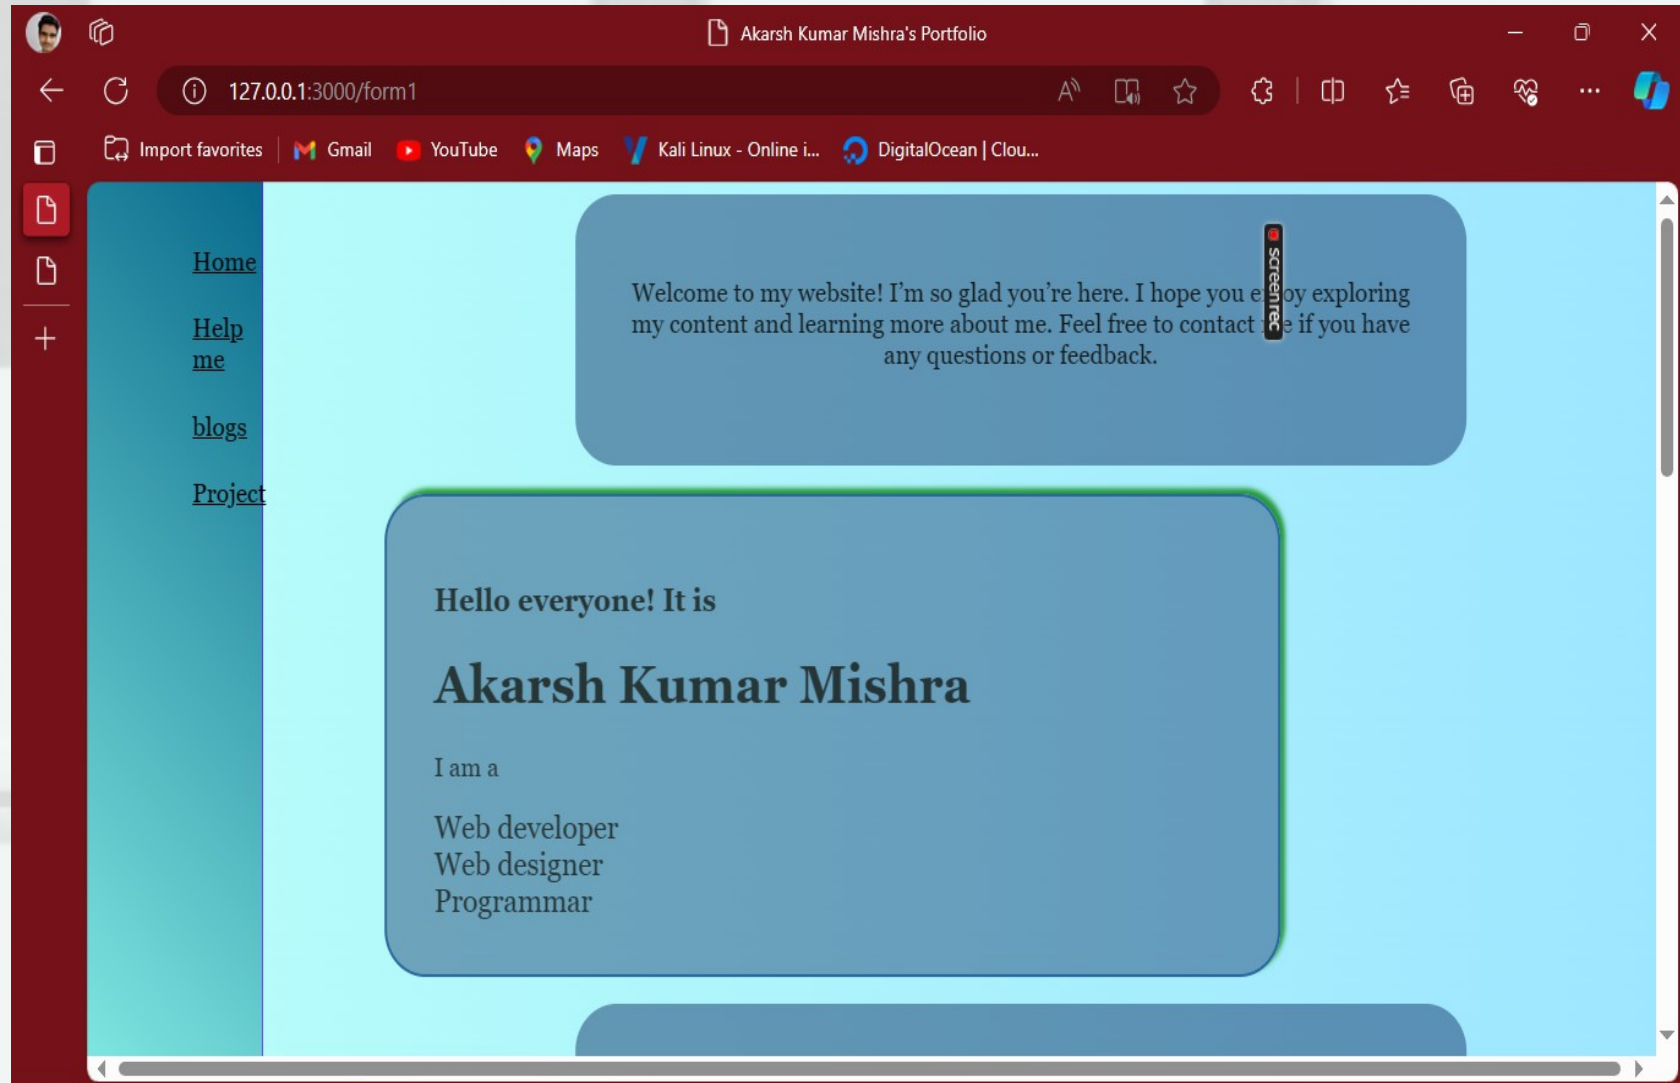 Akarsh Kumar Mishra's Portfolio
127.0.0.1:3000/form1
Import favorites
Gmail
YouTube
Maps
Kali Linux - Online i...
DigitalOcean | Clou...
Home
Help
me
blogs
Project
Welcome to my website! I’m so glad you’re here. I hope you exploring
my content and learning more about me. Feel free to contact if you have
any questions or feedback.
screenrec
Hello everyone! It is
Akarsh Kumar Mishra
I am a
Web developer
Web designer
Programmar